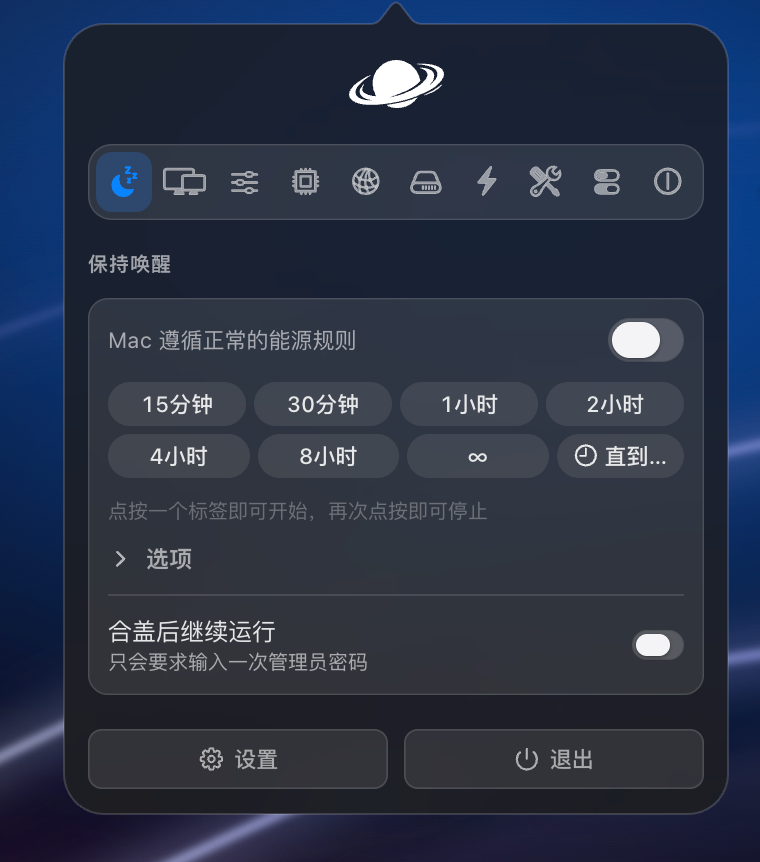 保持唤醒
Mac 遵循正常的能源规则
15分钟 30分钟 1小时 2小时
4小时 8小时 ∞ 直到...
点按一个标签即可开始，再次点按即可停止
选项
合盖后继续运行
只会要求输入一次管理员密码
设置 退出